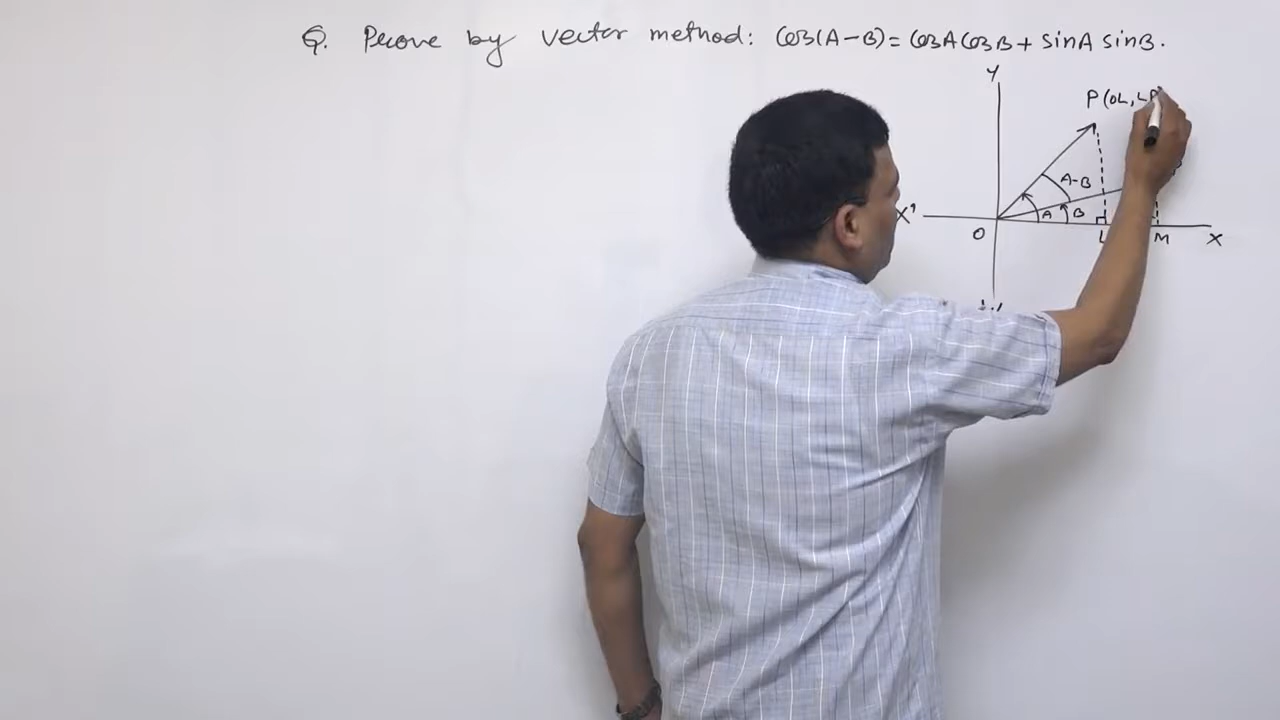 Q. Prove by vector method: Cos(A-B) = CosA CosB + SinA SinB.
Y
P(OL, LP)
A-B
X'
A
B
O
L
M
X